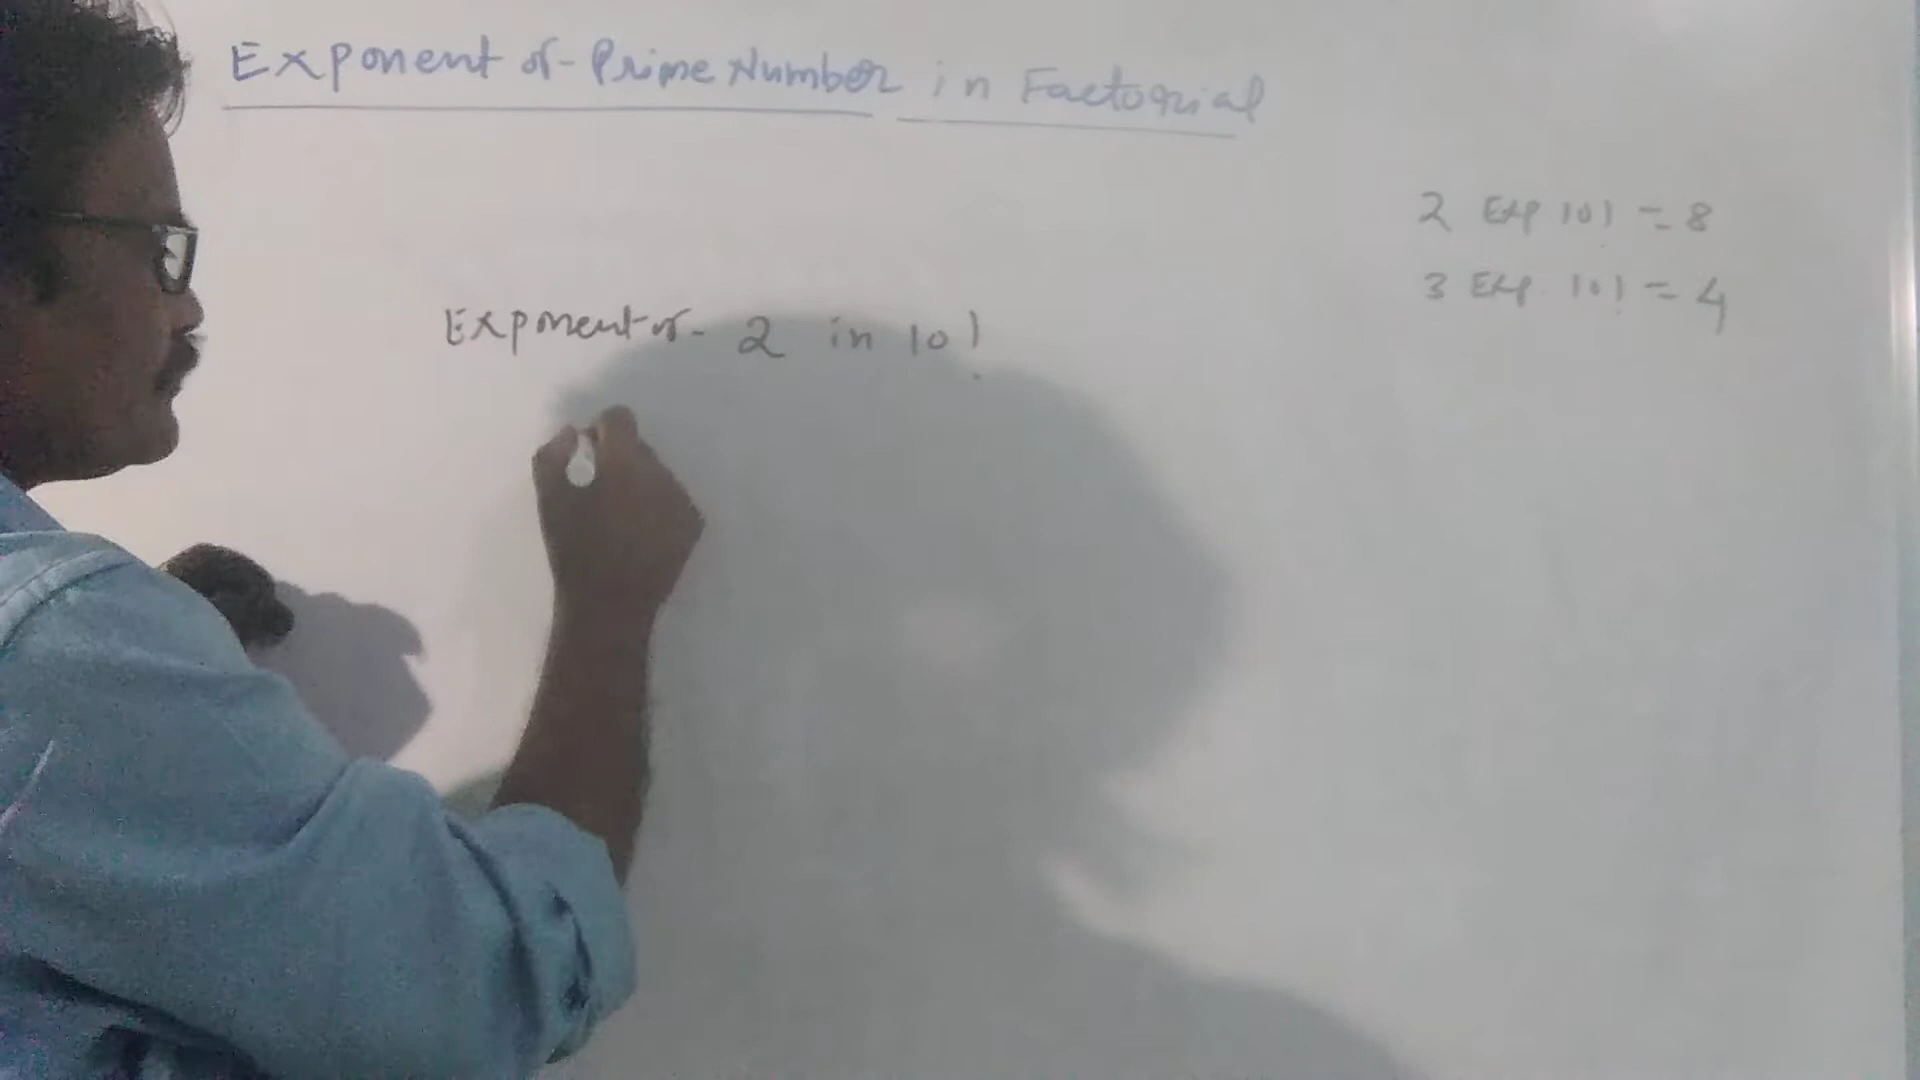 Exponent of Prime Number in Factorial
2 Exp 10! = 8
3 Exp. 10! = 4
Exponent of 2 in 10!